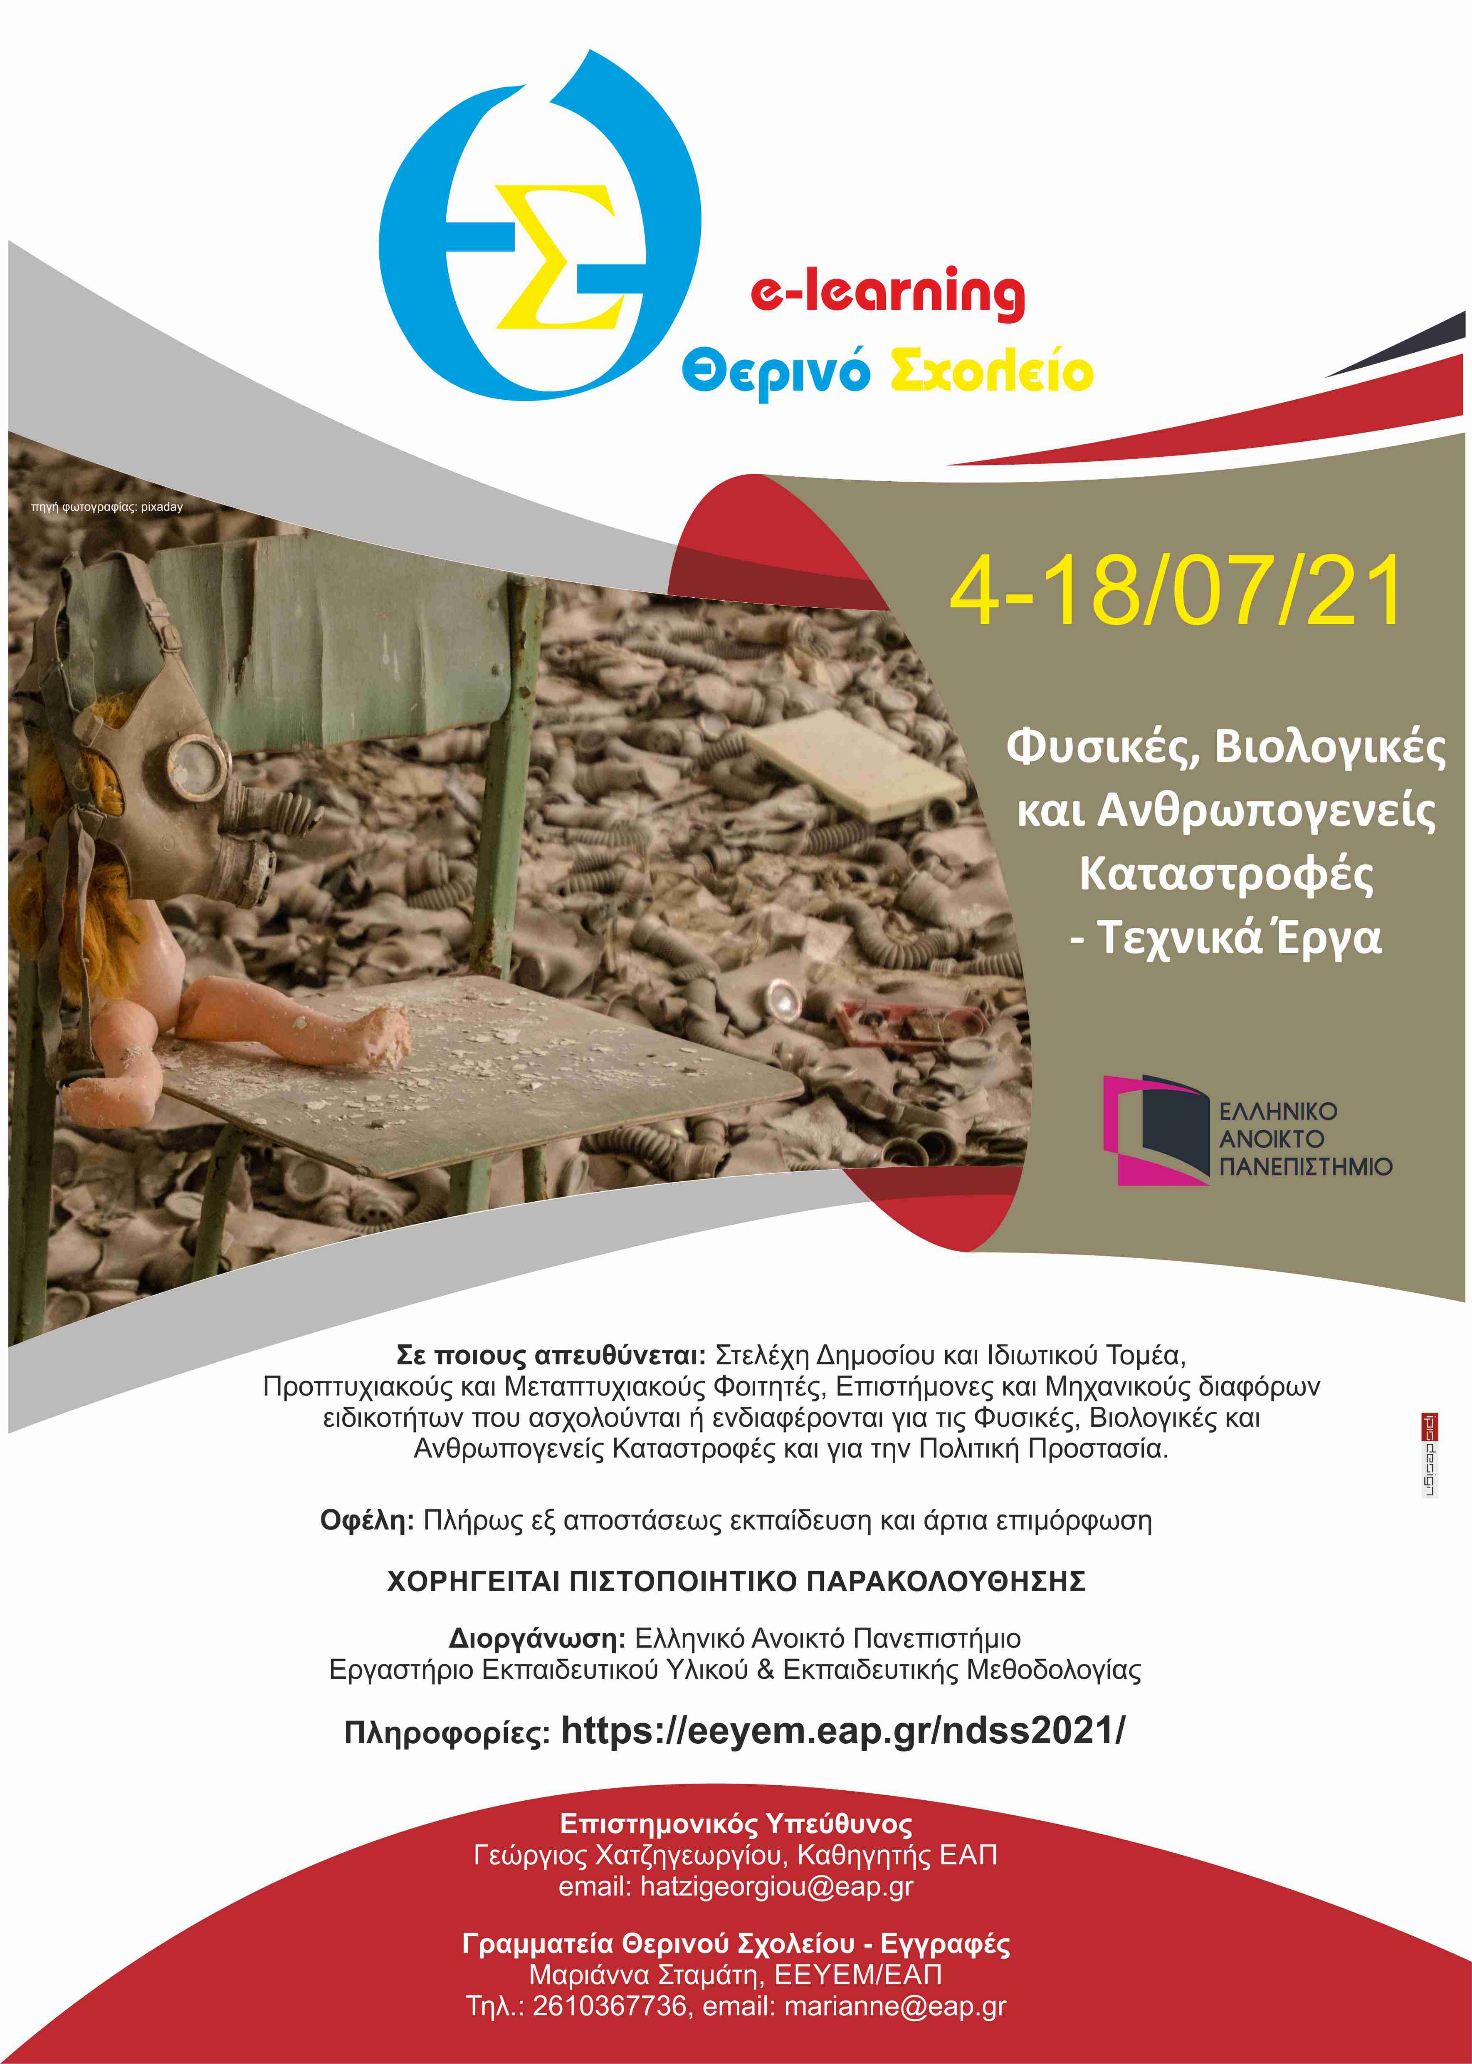 e-learning
Θερινό Σχολείο
πηγή φωτογραφίας: pixaday
4-18/07/21
Φυσικές, Βιολογικές
και Ανθρωπογενείς
Καταστροφές
- Τεχνικά Έργα
ΕΛΛΗΝΙΚΟ
ΑΝΟΙΚΤΟ
ΠΑΝΕΠΙΣΤΗΜΙΟ
Σε ποιους απευθύνεται: Στελέχη Δημοσίου και Ιδιωτικού Τομέα,
Προπτυχιακούς και Μεταπτυχιακούς Φοιτητές, Επιστήμονες και Μηχανικούς διαφόρων
ειδικοτήτων που ασχολούνται ή ενδιαφέρονται για τις Φυσικές, Βιολογικές και
Ανθρωπογενείς Καταστροφές και για την Πολιτική Προστασία.
Οφέλη: Πλήρως εξ αποστάσεως εκπαίδευση και άρτια επιμόρφωση
ΧΟΡΗΓΕΙΤΑΙ ΠΙΣΤΟΠΟΙΗΤΙΚΟ ΠΑΡΑΚΟΛΟΥΘΗΣΗΣ
Διοργάνωση: Ελληνικό Ανοικτό Πανεπιστήμιο
Εργαστήριο Εκπαιδευτικού Υλικού & Εκπαιδευτικής Μεθοδολογίας
Πληροφορίες: https://eeyem.eap.gr/ndss2021/
Επιστημονικός Υπεύθυνος
Γεώργιος Χατζηγεωργίου, Καθηγητής ΕΑΠ
email: hatzigeorgiou@eap.gr
Γραμματεία Θερινού Σχολείου - Εγγραφές
Μαριάννα Σταμάτη, ΕΕΥΕΜ/ΕΑΠ
Τηλ.: 2610367736, email: marianne@eap.gr